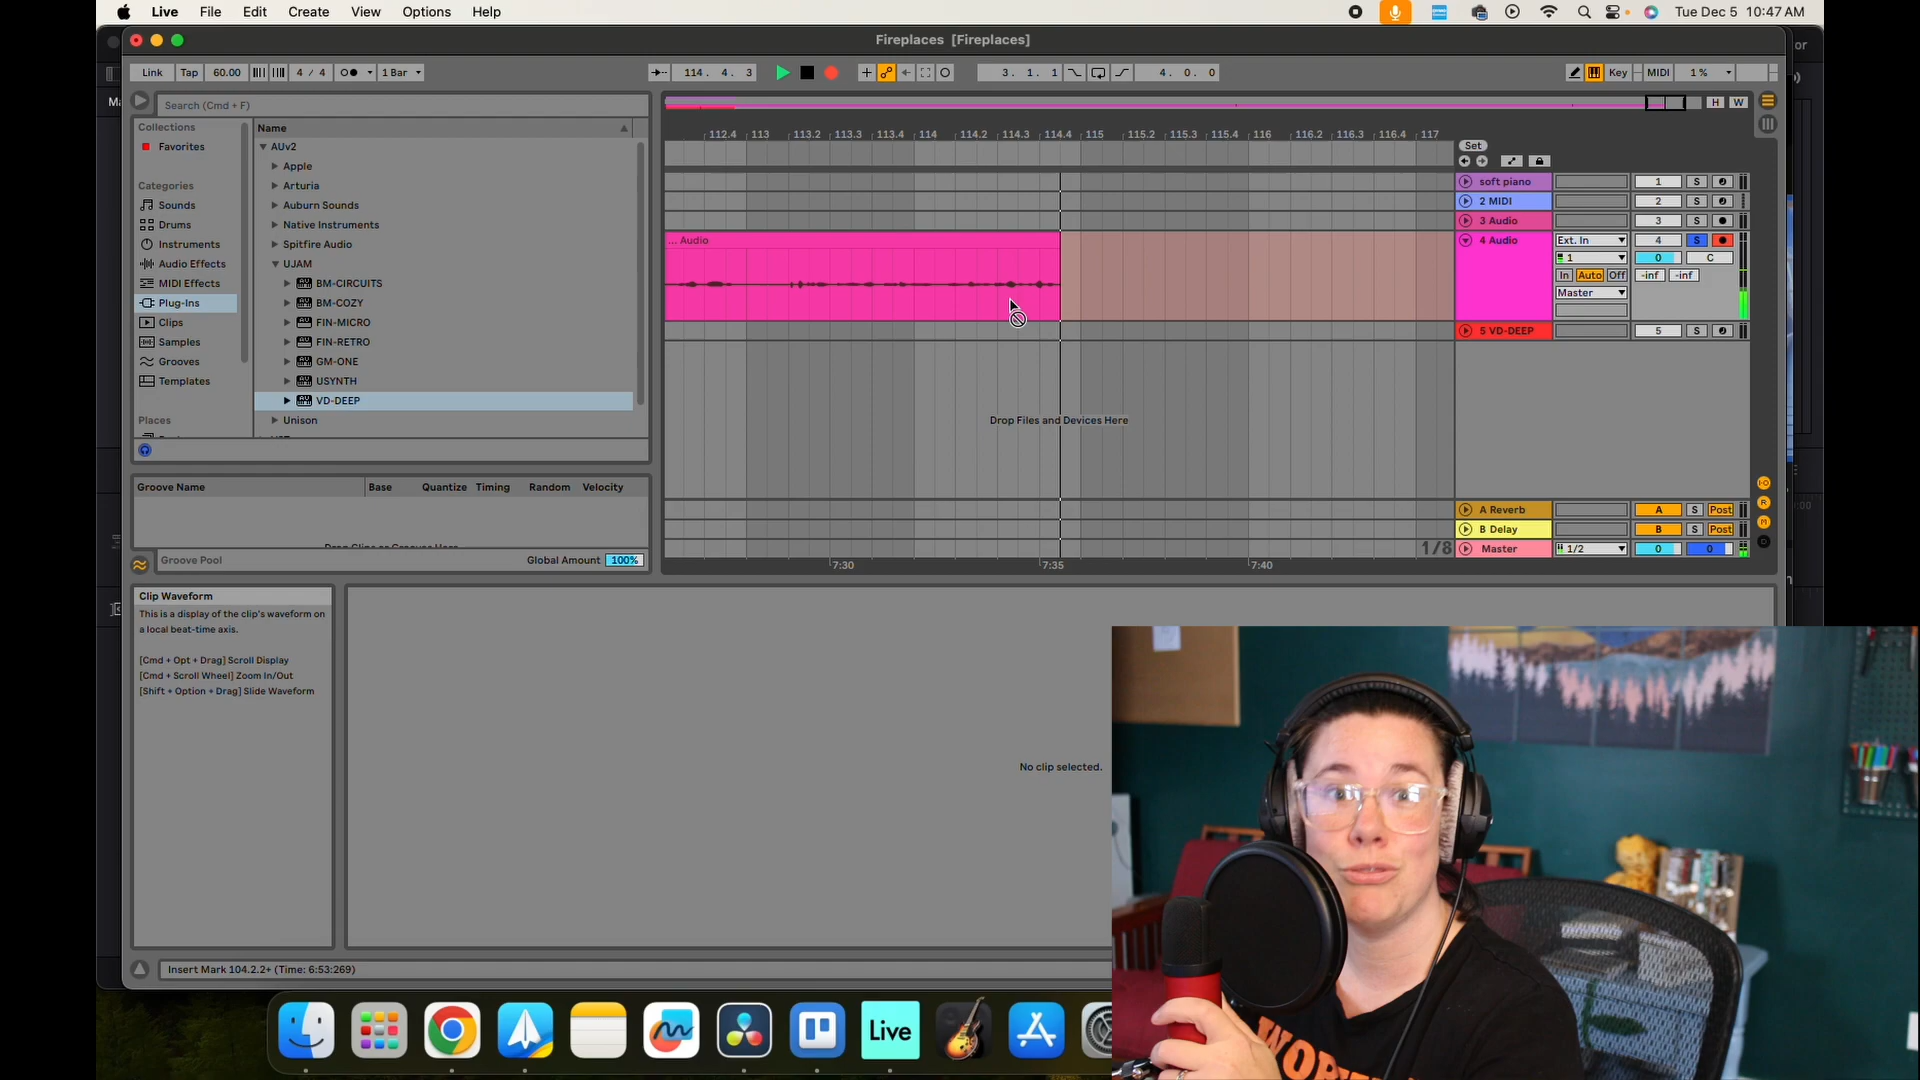 Live File Edit Create View Options Help Tue Dec 5 10:47 AM
Fireplaces [Fireplaces]
Link Tap 60.00 4 / 4 1 Bar 114. 4. 3 3. 1. 1 4. 0. 0 Key MIDI 1 %
Search (Cmd + F)
H W
Collections
Favorites
Categories
Sounds
Drums
Instruments
Audio Effects
MIDI Effects
Plug-Ins
Clips
Samples
Grooves
Templates
Places
Name
AUv2
Apple
Arturia
Auburn Sounds
Native Instruments
Spitfire Audio
UJAM
BM-CIRCUITS
BM-COZY
FIN-MICRO
FIN-RETRO
GM-ONE
USYNTH
VD-DEEP
Unison
112.4 113 113.2 113.3 113.4 114 114.2 114.3 114.4 115 115.2 115.3 115.4 116 116.2 116.3 116.4 117
Set
soft piano 1 S
2 MIDI 2 S
3 Audio 3 S
... Audio
4 Audio Ext. In 4 S
1 0 C
In Auto Off -inf -inf
Master
5 VD-DEEP 5 S
Drop Files and Devices Here
A Reverb A S Post
B Delay B S Post
1/8 Master 1/2 0 0
7:30 7:35 7:40
Groove Name Base Quantize Timing Random Velocity
Groove Pool Global Amount 100%
Clip Waveform
This is a display of the clip's waveform on
a local beat-time axis.
[Cmd + Opt + Drag] Scroll Display
[Cmd + Scroll Wheel] Zoom In/Out
[Shift + Option + Drag] Slide Waveform
No clip selected.
Insert Mark 104.2.2+ (Time: 6:53:269)
Live